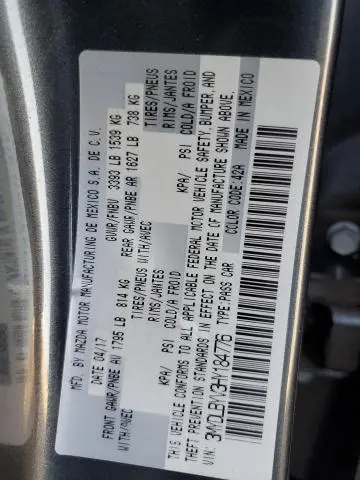 MFD. BY MAZDA MOTOR MANUFACTURING DE MEXICO S.A. DE C.V.
DATE 04/17 GVWR/PNBV 3393 LB 1539 KG
FRONT GAWR/PNBE AV 1795 LB 814 KG REAR GAWR/PNBE AR 1627 LB 738 KG
WITH/AVEC TIRES/PNEUS WITH/AVEC TIRES/PNEUS
RIMS/JANTES RIMS/JANTES
COLD/A FROID KPA/ PSI COLD/A FROID KPA/ PSI COLD/A FROID
THIS VEHICLE CONFORMS TO ALL APPLICABLE FEDERAL MOTOR VEHICLE SAFETY, BUMPER, AND
THEFT PREVENTION STANDARDS IN EFFECT ON THE DATE OF MANUFACTURE SHOWN ABOVE.
VIN: TYPE:PASS CAR COLOR CODE:42A MADE IN MEXICO